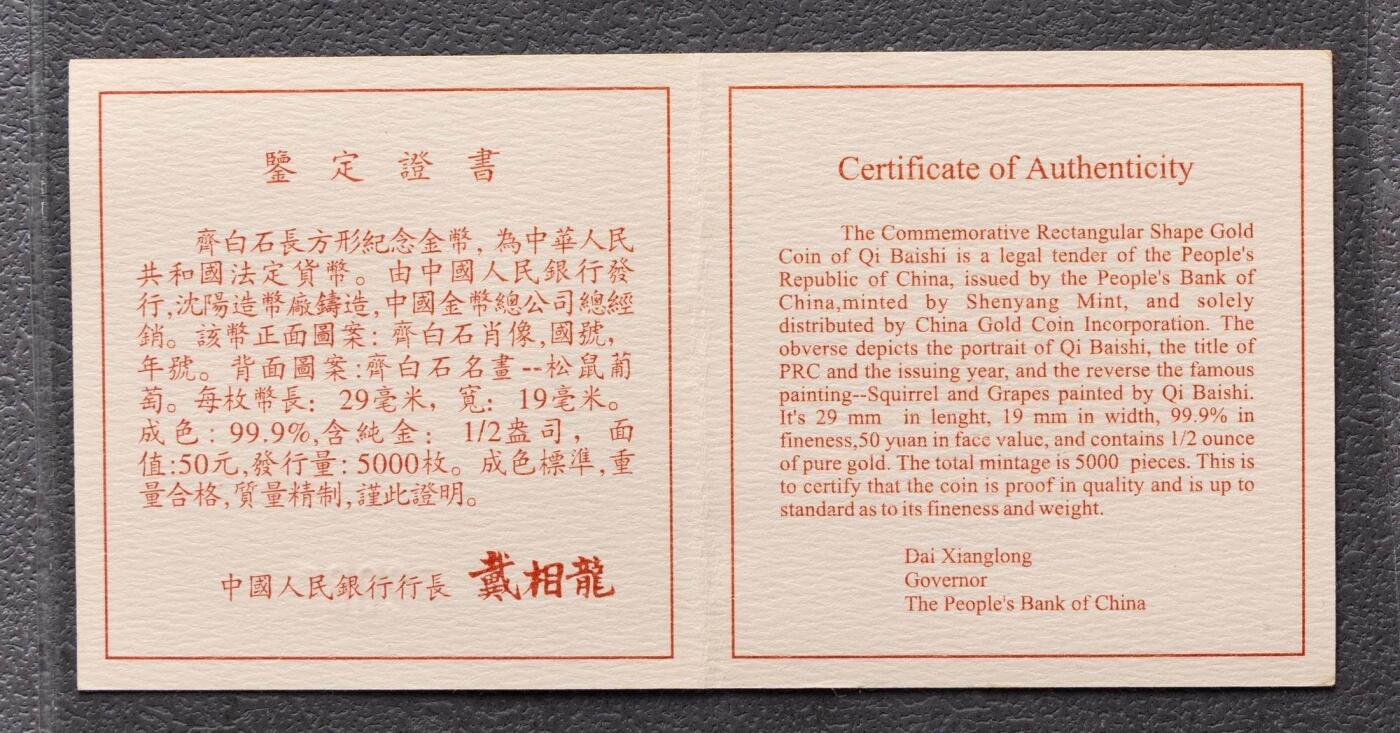 鑒定證書
齊白石長方形紀念金幣,為中華人民
共和國法定貨幣。由中國人民銀行發
行,沈陽造幣廠鑄造,中國金幣總公司總經
銷。該幣正面圖案:齊白石肖像,國號,
年號。背面圖案:齊白石名畫--松鼠葡
萄。每枚幣長:29毫米,寬:19毫米。
成色:99.9%,含純金:1/2盎司,面
值:50元,發行量:5000枚。成色標準,重
量合格,質量精制,謹此證明。
中國人民銀行行長 戴相龍
Certificate of Authenticity
The Commemorative Rectangular Shape Gold
Coin of Qi Baishi is a legal tender of the People's
Republic of China, issued by the People's Bank of
China,minted by Shenyang Mint, and solely
distributed by China Gold Coin Incorporation. The
obverse depicts the portrait of Qi Baishi, the title of
PRC and the issuing year, and the reverse the famous
painting--Squirrel and Grapes painted by Qi Baishi.
It's 29 mm in lenght, 19 mm in width, 99.9% in
fineness,50 yuan in face value, and contains 1/2 ounce
of pure gold. The total mintage is 5000 pieces. This is
to certify that the coin is proof in quality and is up to
standard as to its fineness and weight.
Dai Xianglong
Governor
The People's Bank of China